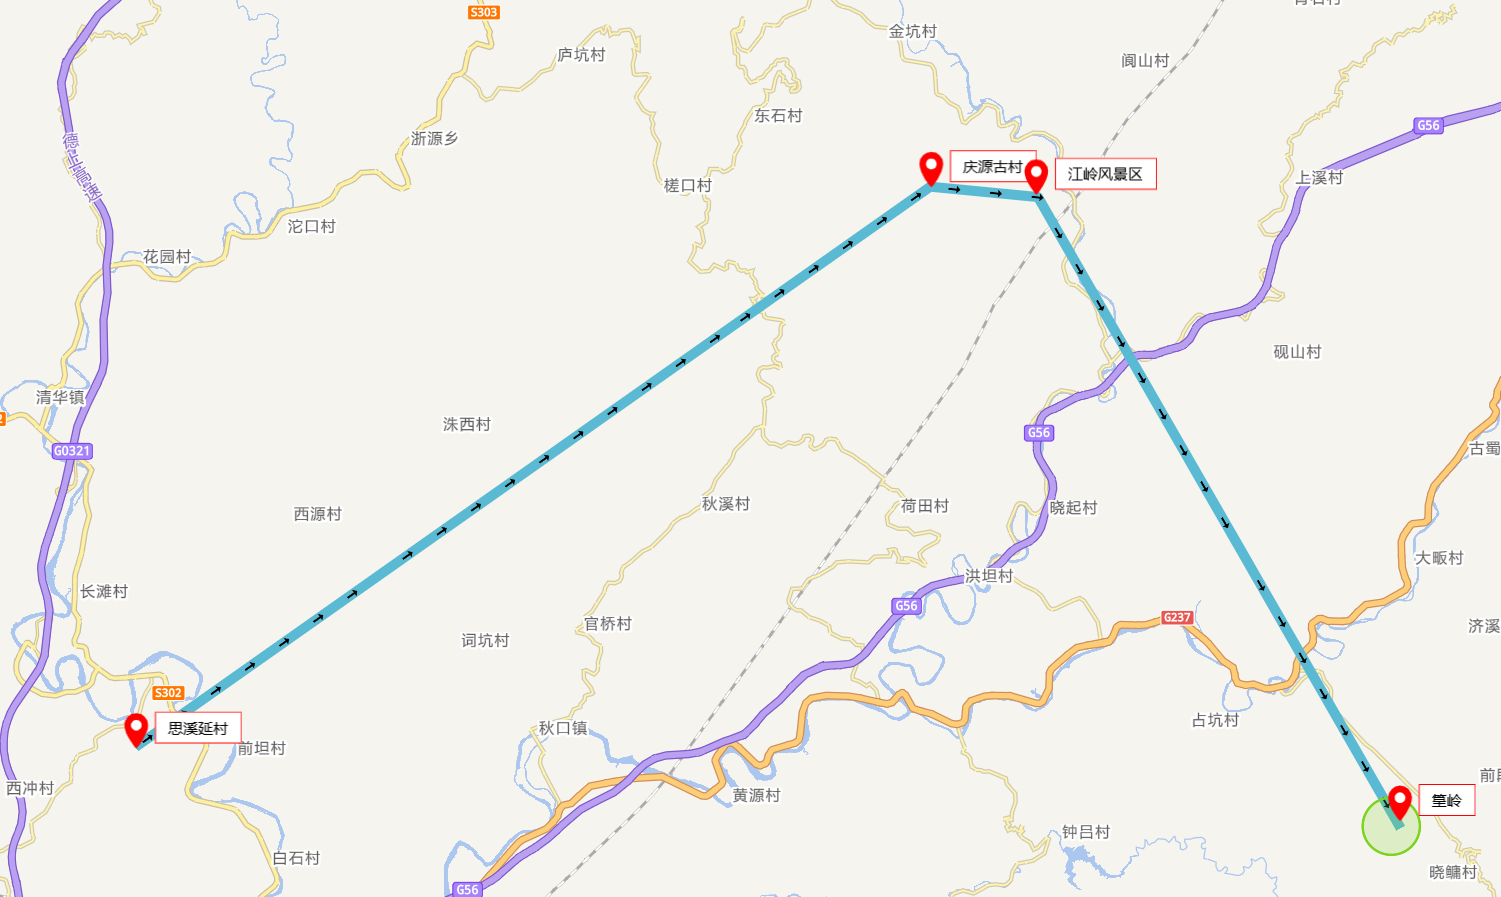 S303
金坑村
庐坑村
阆山村
东石村
G56
德上高速
浙源乡
庆源古村
江岭风景区
槎口村
上溪村
沱口村
花园村
砚山村
清华镇
洙西村
G56
G0321
古蜀
秋溪村
荷田村
晓起村
西源村
大畈村
洪坦村
长滩村
G56
G237
官桥村
济溪
词坑村
S302
占坑村
思溪延村
秋口镇
前坦村
前段
西冲村
黄源村
篁岭
钟吕村
白石村
晓鳙村
G56